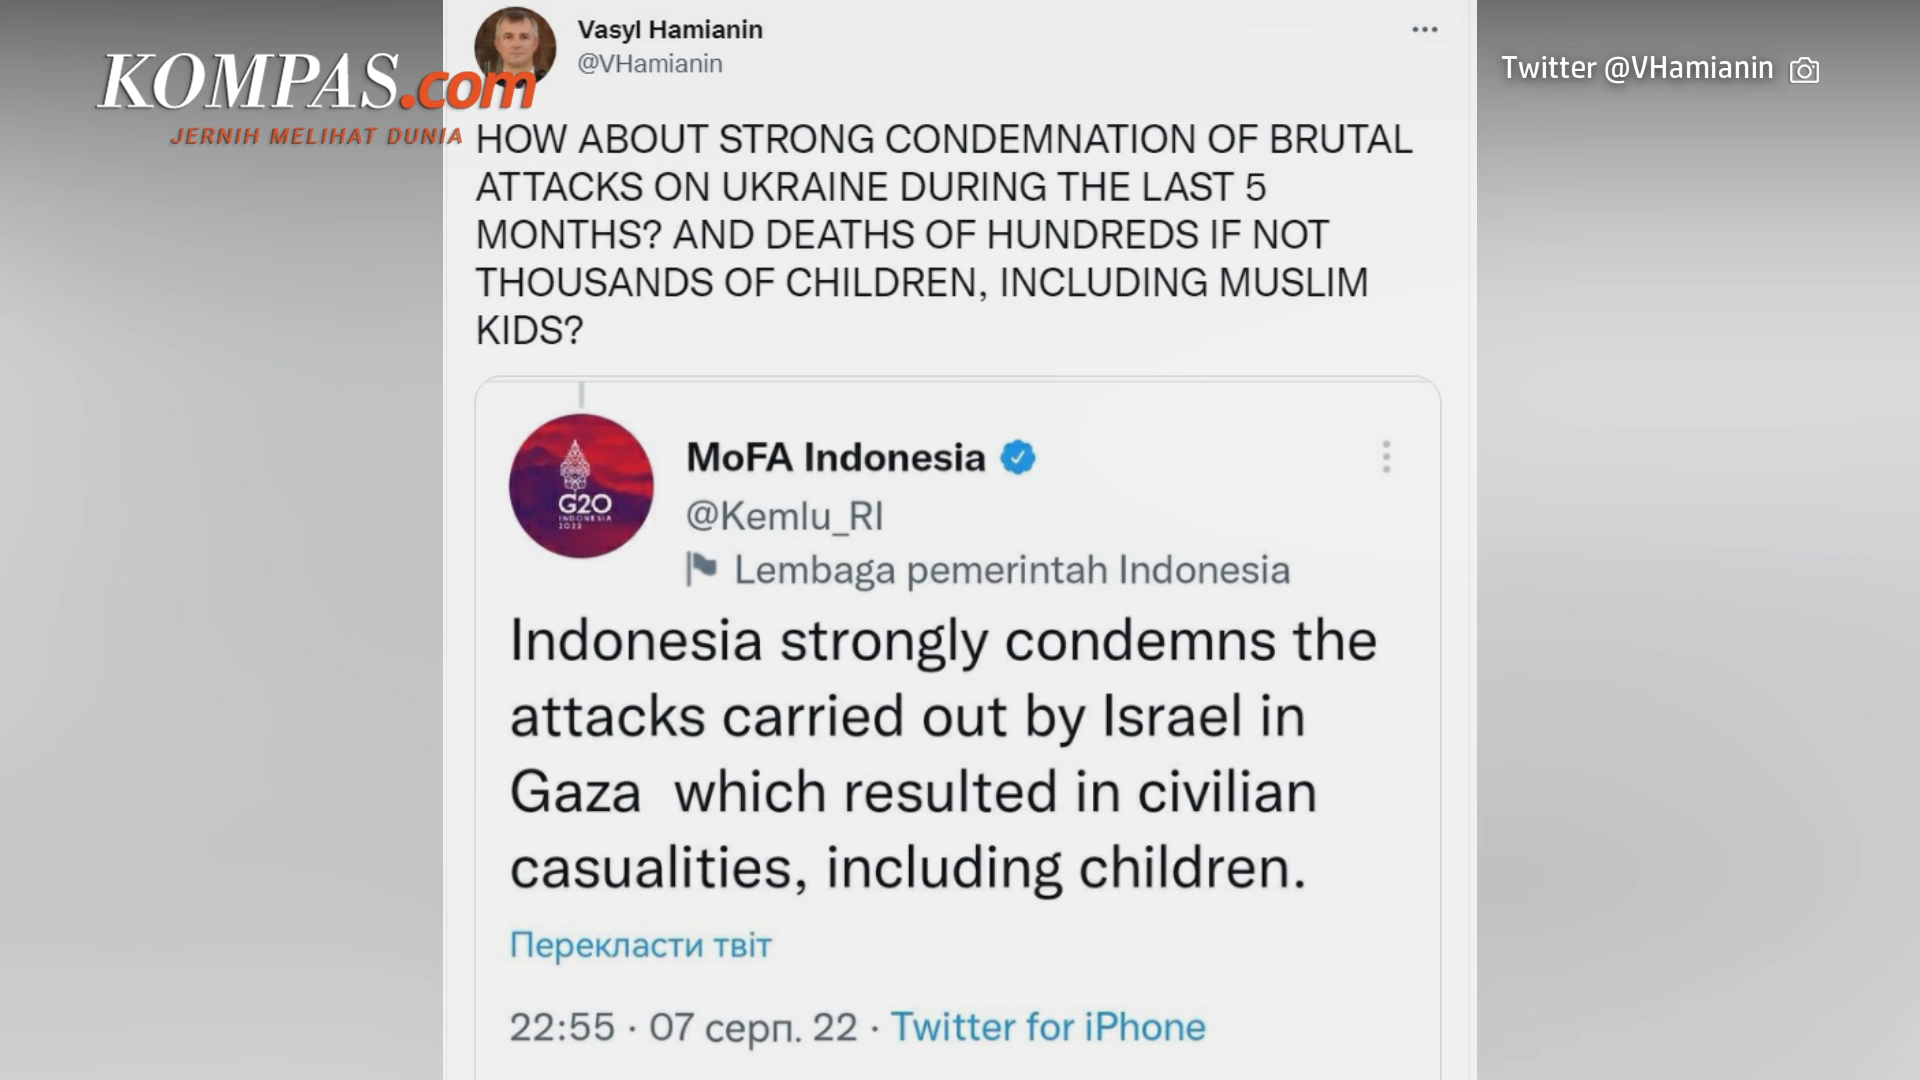 KOMPAS.com
JERNIH MELIHAT DUNIA
Twitter @VHamianin
Vasyl Hamianin
@VHamianin
HOW ABOUT STRONG CONDEMNATION OF BRUTAL
ATTACKS ON UKRAINE DURING THE LAST 5
MONTHS? AND DEATHS OF HUNDREDS IF NOT
THOUSANDS OF CHILDREN, INCLUDING MUSLIM
KIDS?
G20
INDONESIA
2022
MoFA Indonesia
@Kemlu_RI
Lembaga pemerintah Indonesia
Indonesia strongly condemns the
attacks carried out by Israel in
Gaza which resulted in civilian
casualities, including children.
Перекласти твіт
22:55 · 07 серп. 22 · Twitter for iPhone